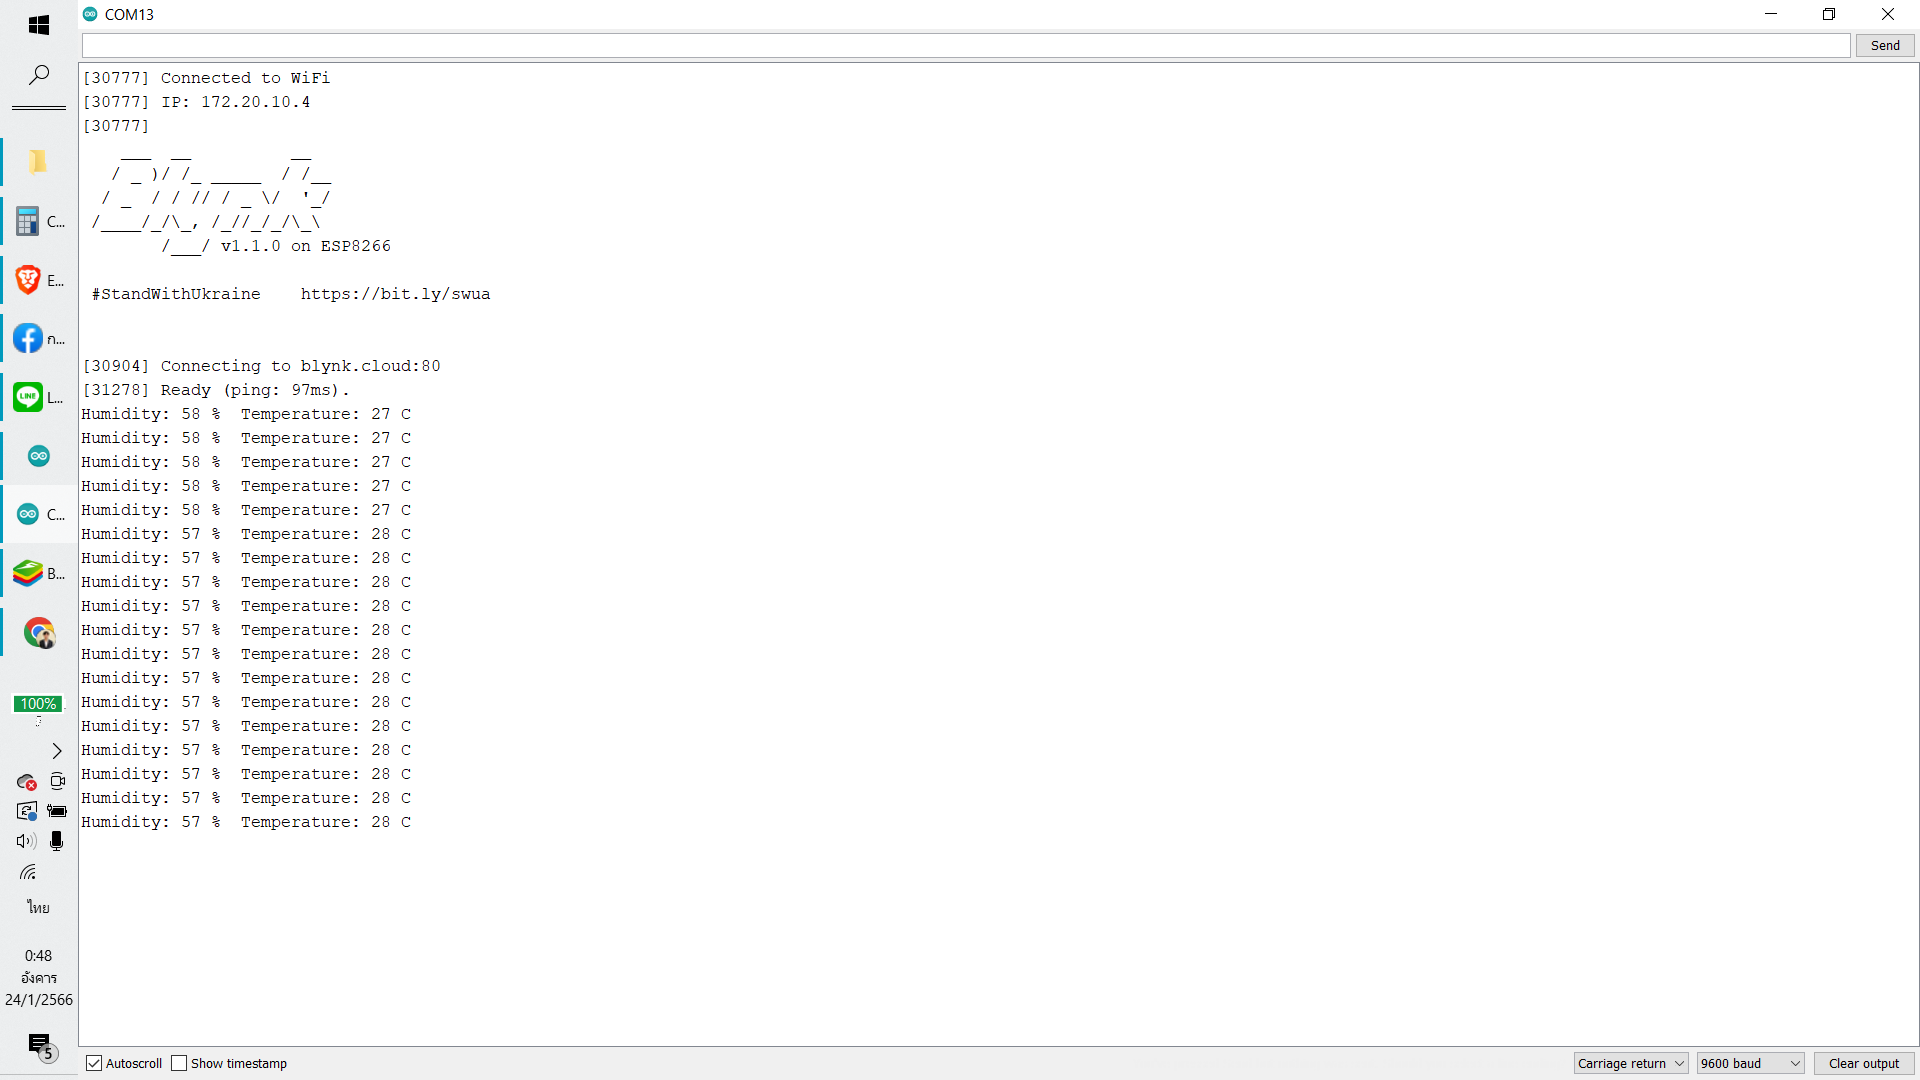 COM13
Send
[30777] Connected to WiFi
[30777] IP: 172.20.10.4
[30777]
    ___  __          __
   / _ )/ /_ _____  / /__
  / _  / / // / _ \/  '_/
 /____/_/\_, /_//_/_/\_\
        /___/ v1.1.0 on ESP8266
#StandWithUkraine    https://bit.ly/swua
[30904] Connecting to blynk.cloud:80
[31278] Ready (ping: 97ms).
Humidity: 58 %  Temperature: 27 C
Humidity: 58 %  Temperature: 27 C
Humidity: 58 %  Temperature: 27 C
Humidity: 58 %  Temperature: 27 C
Humidity: 58 %  Temperature: 27 C
Humidity: 57 %  Temperature: 28 C
Humidity: 57 %  Temperature: 28 C
Humidity: 57 %  Temperature: 28 C
Humidity: 57 %  Temperature: 28 C
Humidity: 57 %  Temperature: 28 C
Humidity: 57 %  Temperature: 28 C
Humidity: 57 %  Temperature: 28 C
Humidity: 57 %  Temperature: 28 C
Humidity: 57 %  Temperature: 28 C
Humidity: 57 %  Temperature: 28 C
Humidity: 57 %  Temperature: 28 C
Humidity: 57 %  Temperature: 28 C
Humidity: 57 %  Temperature: 28 C
Autoscroll
Show timestamp
Carriage return
9600 baud
Clear output
C...
E...
ก...
LINE
L...
C...
B...
100%
ไทย
0:48
อังคาร
24/1/2566
5